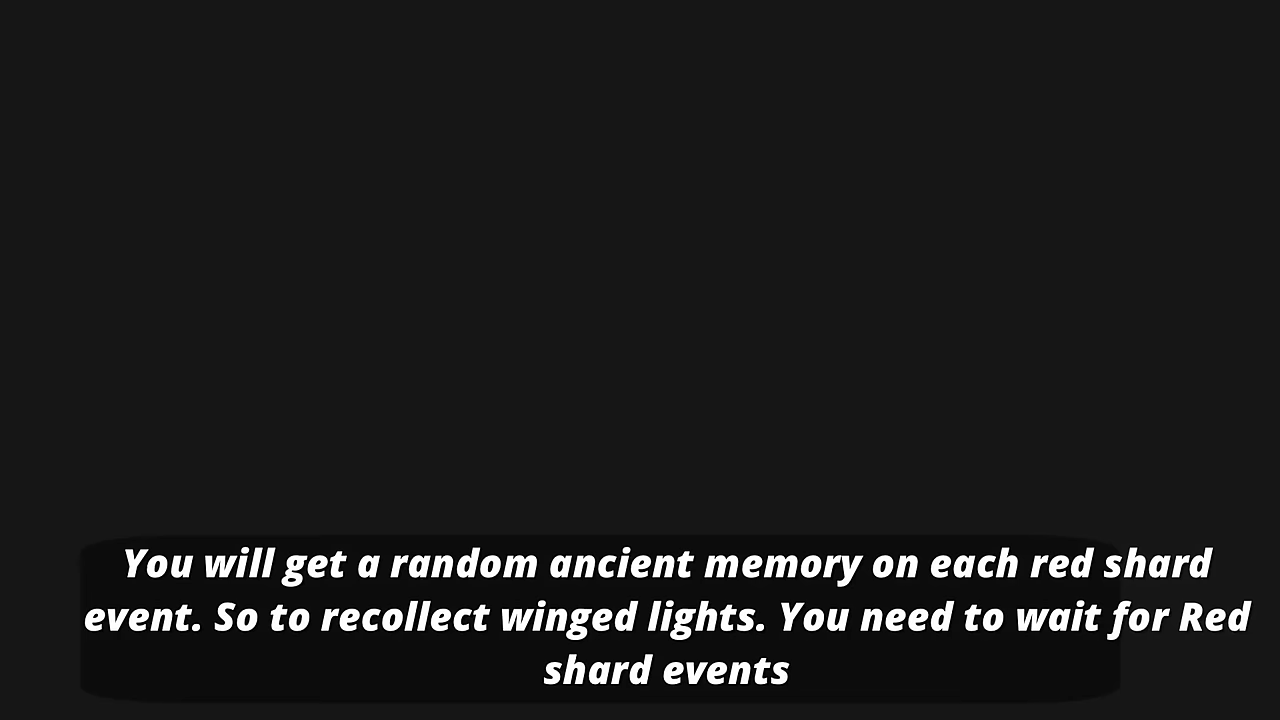 You will get a random ancient memory on each red shard
event. So to recollect winged lights. You need to wait for Red
shard events